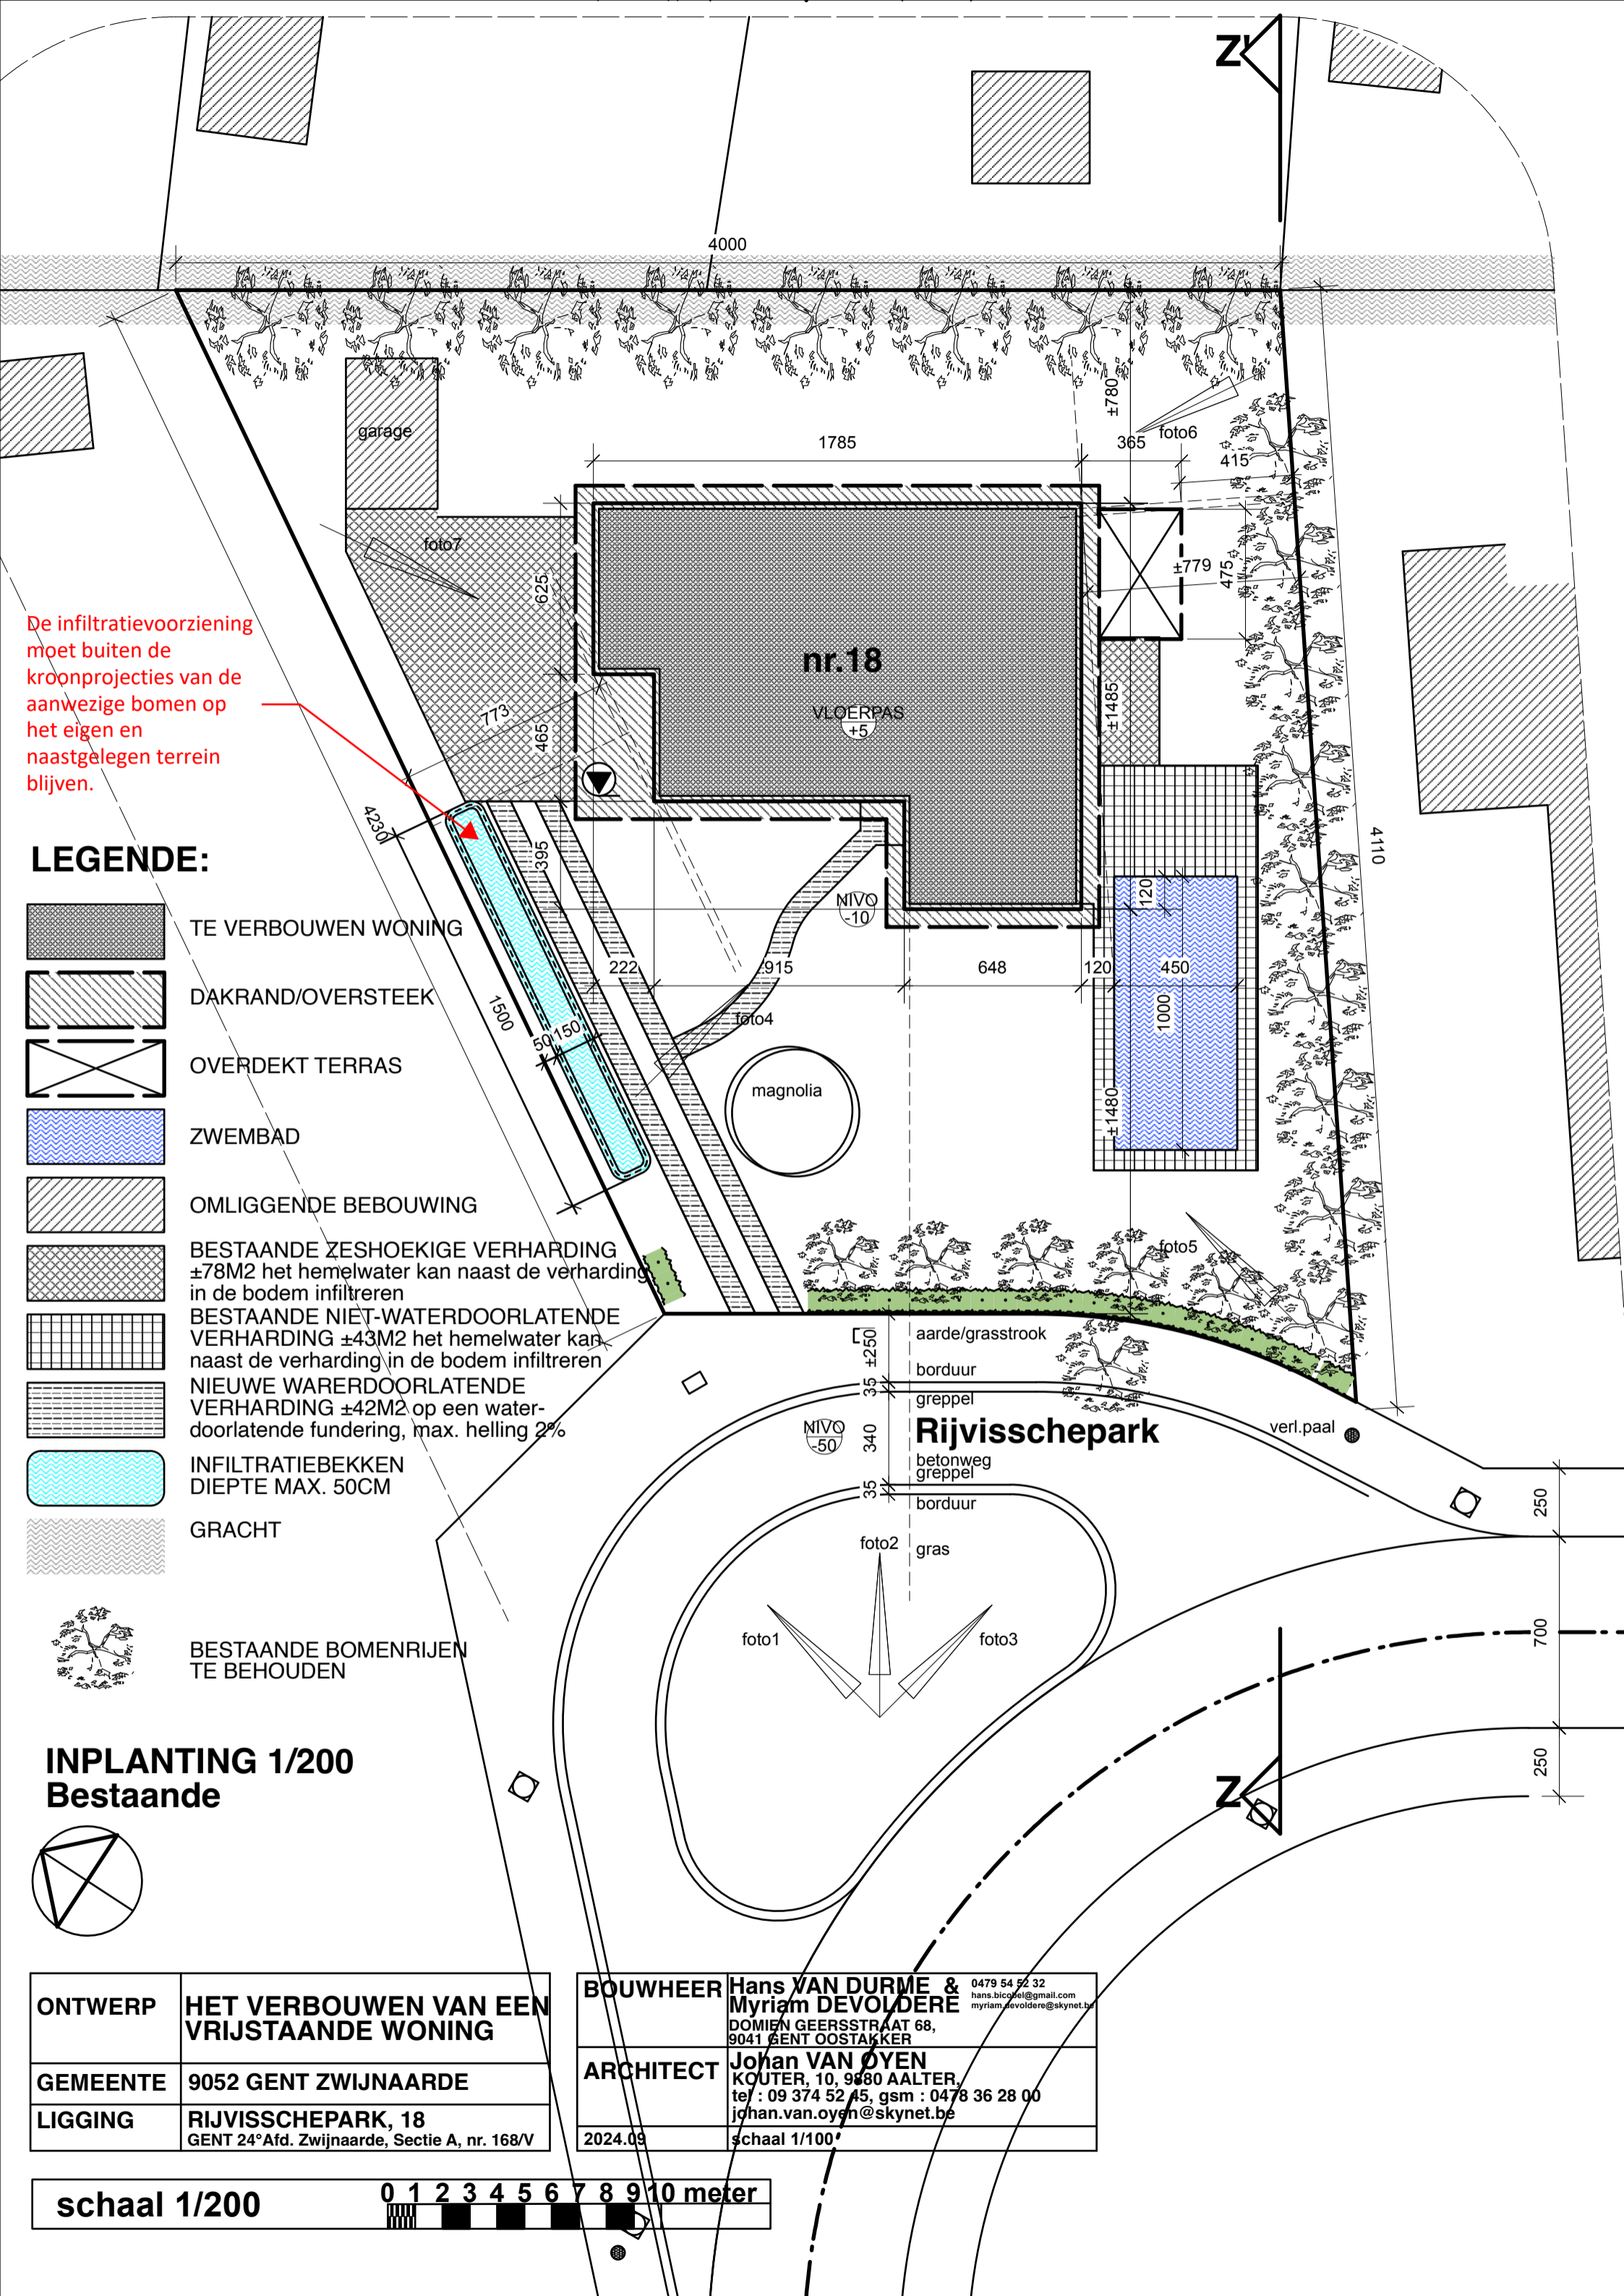 Z'
4000
±780
garage
1785
365
foto6
415
foto7
625
±779
475
De infiltratievoorziening
moet buiten de
kroonprojecties van de
aanwezige bomen op
het eigen en
naastgelegen terrein
blijven.
nr.18
VLOERPAS
+5
±1485
773
465
4230
395
4110
LEGENDE:
TE VERBOUWEN WONING
DAKRAND/OVERSTEEK
OVERDEKT TERRAS
ZWEMBAD
OMLIGGENDE BEBOUWING
BESTAANDE ZESHOEKIGE VERHARDING
±78M2 het hemelwater kan naast de verharding
in de bodem infiltreren
BESTAANDE NIET-WATERDOORLATENDE
VERHARDING ±43M2 het hemelwater kan
naast de verharding in de bodem infiltreren
NIEUWE WARERDOORLATENDE
VERHARDING ±42M2 op een water-
doorlatende fundering, max. helling 2%
INFILTRATIEBEKKEN
DIEPTE MAX. 50CM
GRACHT
BESTAANDE BOMENRIJEN
TE BEHOUDEN
NIVO
-10
120
222
915
648
120
450
1000
1500
50
150
foto4
magnolia
±1480
foto5
±250
aarde/grasstrook
borduur
35
greppel
NIVO
-50
340
Rijvisschepark
betonweg
greppel
35
borduur
verl.paal
foto2
gras
foto1
foto3
250
700
250
Z
INPLANTING 1/200
Bestaande
ONTWERP
HET VERBOUWEN VAN EEN
VRIJSTAANDE WONING
GEMEENTE
9052 GENT ZWIJNAARDE
LIGGING
RIJVISSCHEPARK, 18
GENT 24°Afd. Zwijnaarde, Sectie A, nr. 168/V
BOUWHEER
Hans VAN DURME &
Myriam DEVOLDERE
0479 54 52 32
hans.bicobel@gmail.com
myriam.devoldere@skynet.be
DOMIEN GEERSSTRAAT 68,
9041 GENT OOSTAKKER
ARCHITECT
Johan VAN OYEN
KOUTER, 10, 9880 AALTER,
tel : 09 374 52 45, gsm : 0478 36 28 00
johan.van.oyen@skynet.be
2024.09
schaal 1/100
schaal 1/200
0 1 2 3 4 5 6 7 8 9 10 meter